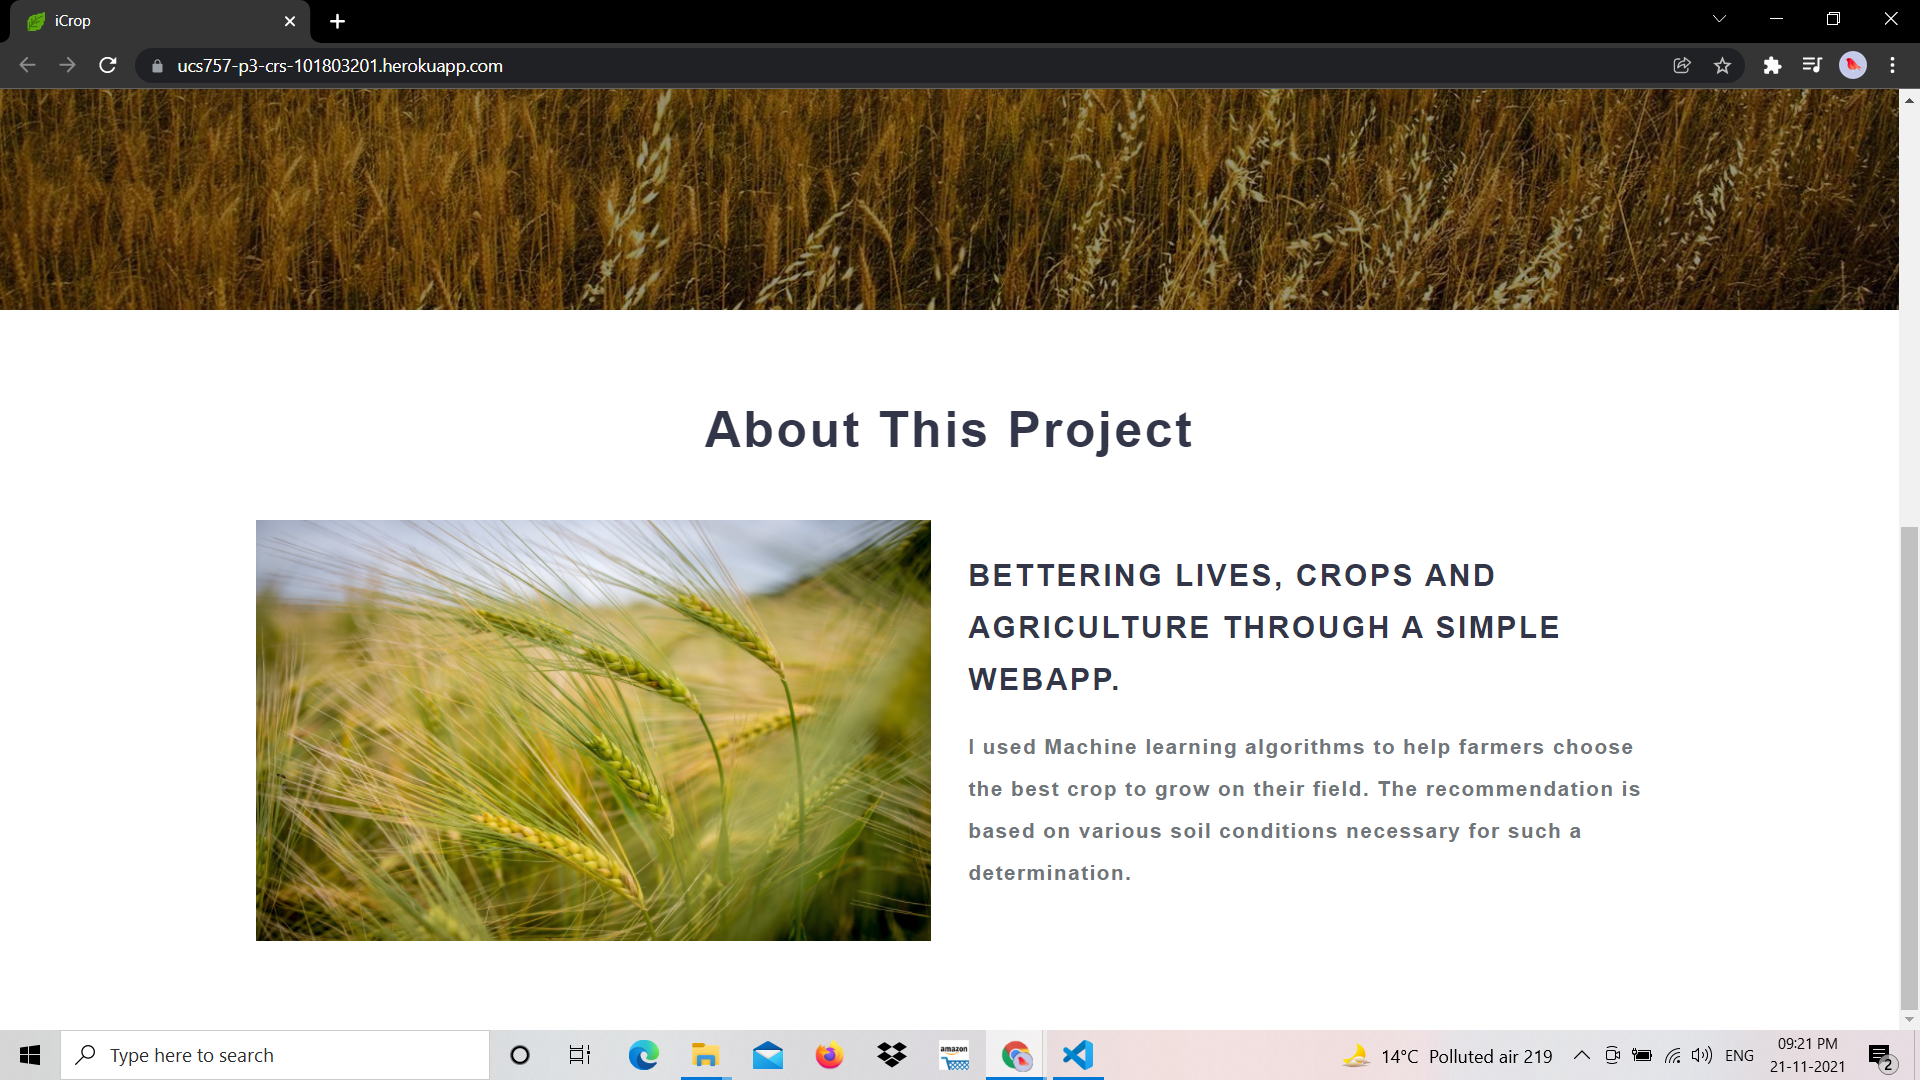 iCrop
ucs757-p3-crs-101803201.herokuapp.com
About This Project
BETTERING LIVES, CROPS AND
AGRICULTURE THROUGH A SIMPLE
WEBAPP.
I used Machine learning algorithms to help farmers choose
the best crop to grow on their field. The recommendation is
based on various soil conditions necessary for such a
determination.
Type here to search
amazon
14°C Polluted air 219
ENG
09:21 PM
21-11-2021
2